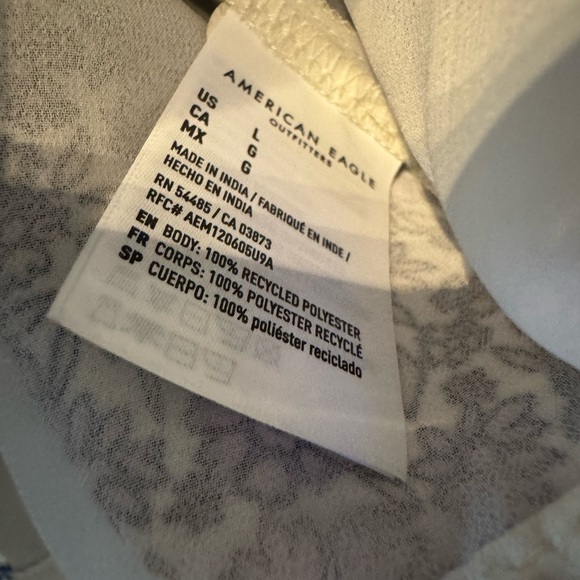 AMERICAN EAGLE
OUTFITTERS
US L
CA G
MX G
MADE IN INDIA / FABRIQUÉ EN INDE /
HECHO EN INDIA
RN 54485 / CA 03873
RFC# AEM120605U9A
EN BODY: 100% RECYCLED POLYESTER
FR CORPS: 100% POLYESTER RECYCLÉ
SP CUERPO: 100% poliéster reciclado